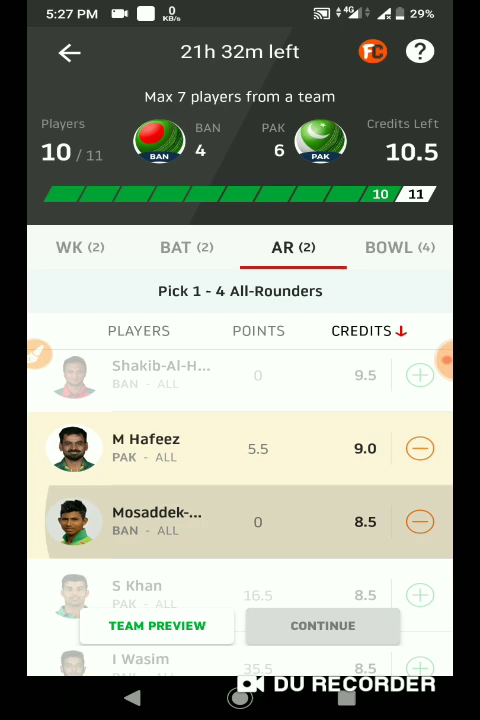 5:27 PM 0 KB/s 4G 29%
21h 32m left FC ?
Max 7 players from a team
Players BAN PAK Credits Left
10 / 11 BAN 4 6 PAK 10.5
10 11
WK (2) BAT (2) AR (2) BOWL (4)
Pick 1 - 4 All-Rounders
PLAYERS POINTS CREDITS
Shakib-Al-H... 0 9.5
BAN - ALL
M Hafeez 5.5 9.0
PAK - ALL
Mosaddek-... 0 8.5
BAN - ALL
S Khan 16.5 8.5
PAK - ALL
TEAM PREVIEW CONTINUE
I Wasim 35.5 8.5
DU RECORDER